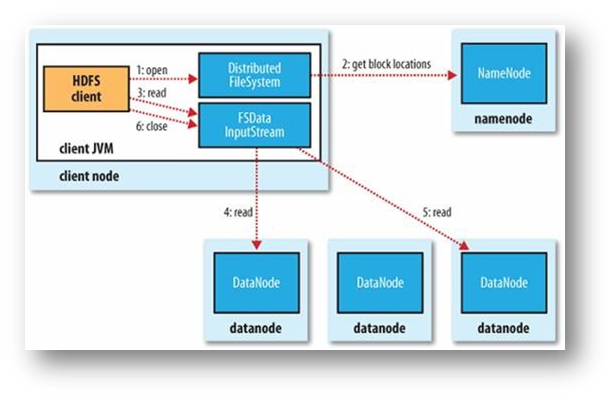 HDFS
client
1: open
3: read
6: close
Distributed
FileSystem
FSData
InputStream
client JVM
client node
2: get block locations
NameNode
namenode
4: read
5: read
DataNode
datanode
DataNode
datanode
DataNode
datanode